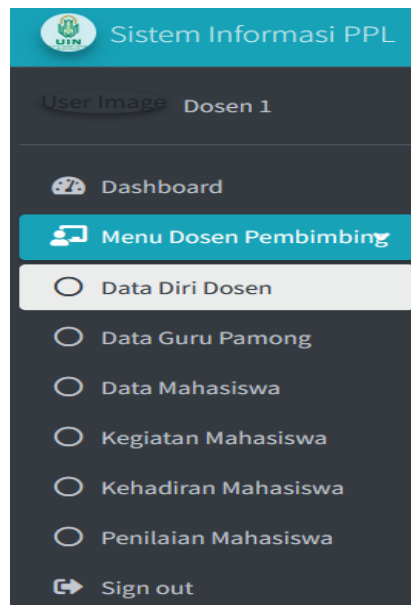 UIN
Sistem Informasi PPL
User Image Dosen 1
Dashboard
Menu Dosen Pembimbing
Data Diri Dosen
Data Guru Pamong
Data Mahasiswa
Kegiatan Mahasiswa
Kehadiran Mahasiswa
Penilaian Mahasiswa
Sign out